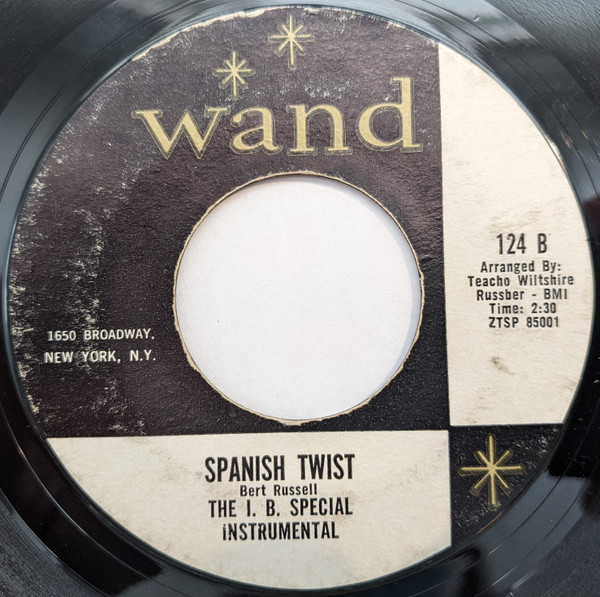 wand
124 B
Arranged By:
Teacho Wiltshire
Russber - BMI
Time: 2:30
ZTSP 85001
1650 BROADWAY,
NEW YORK, N.Y.
SPANISH TWIST
Bert Russell
THE I. B. SPECIAL
INSTRUMENTAL